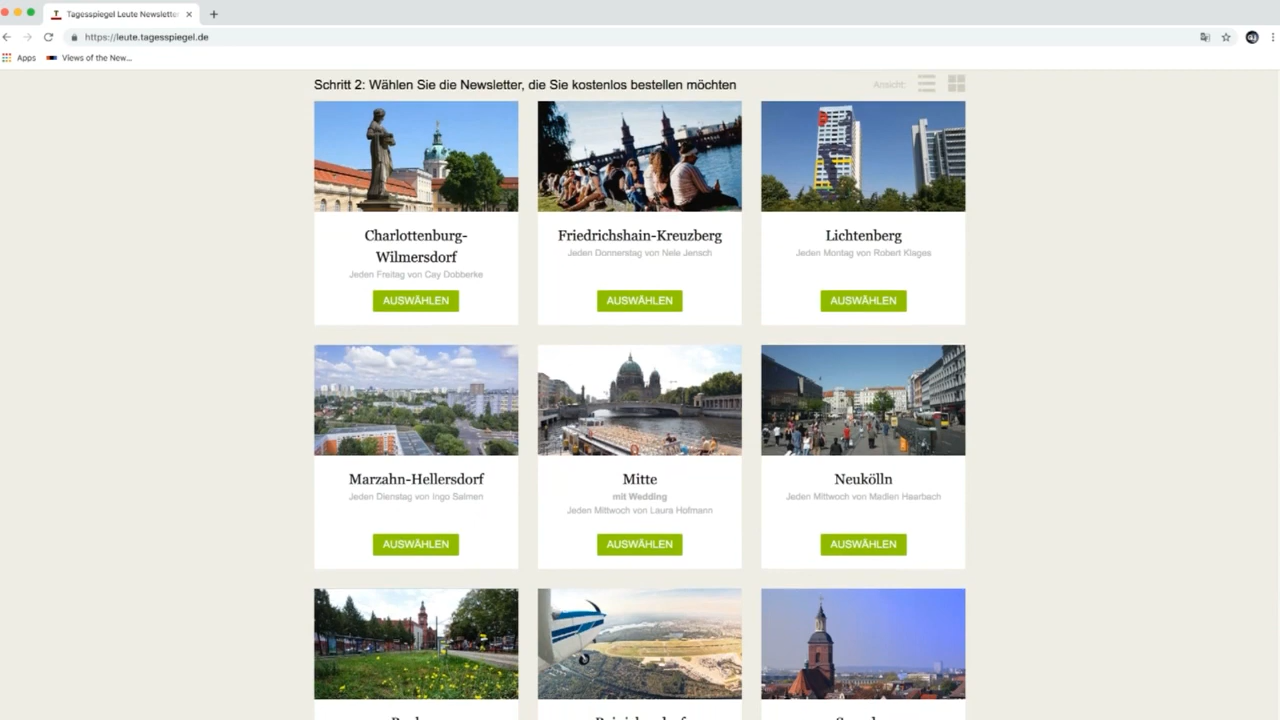 Tagesspiegel Leute Newsletter
https://leute.tagesspiegel.de
Apps
Views of the New...
Schritt 2: Wählen Sie die Newsletter, die Sie kostenlos bestellen möchten
Ansicht:
Charlottenburg-
Wilmersdorf
Jeden Freitag von Cay Dobberke
AUSWÄHLEN
Friedrichshain-Kreuzberg
Jeden Donnerstag von Nele Jensch
AUSWÄHLEN
Lichtenberg
Jeden Montag von Robert Klages
AUSWÄHLEN
Marzahn-Hellersdorf
Jeden Dienstag von Ingo Salmen
AUSWÄHLEN
Mitte
mit Wedding
Jeden Mittwoch von Laura Hofmann
AUSWÄHLEN
Neukölln
Jeden Mittwoch von Madlen Haarbach
AUSWÄHLEN